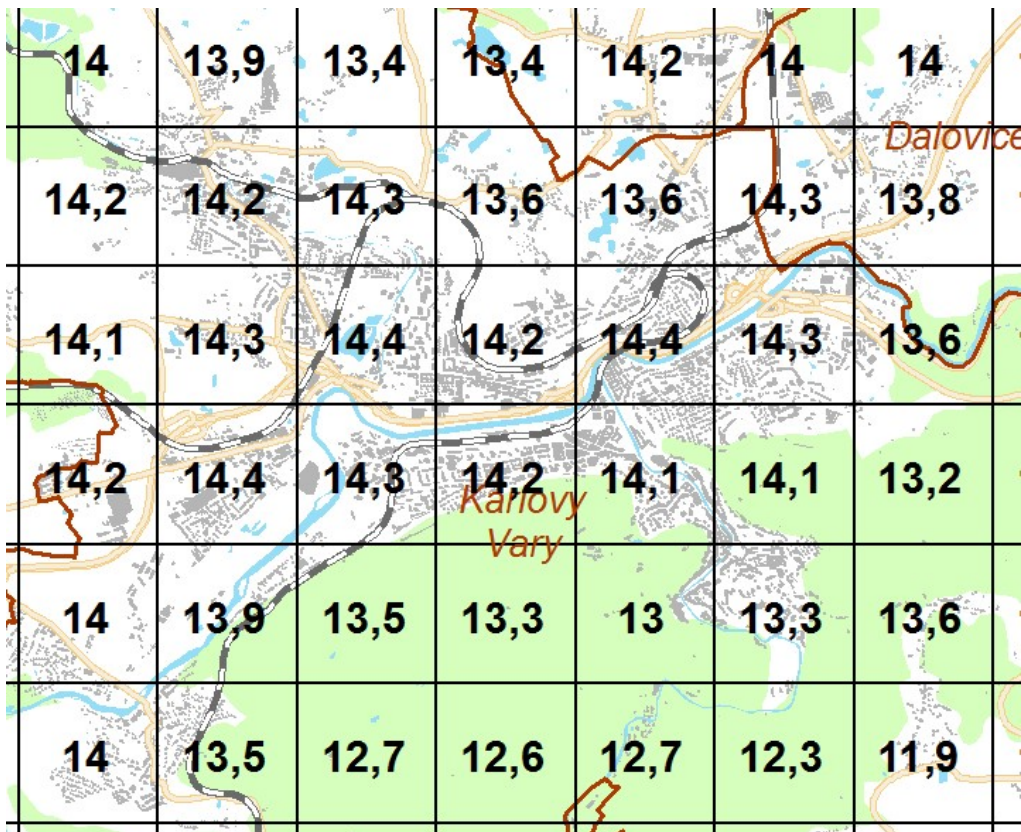 14 13,9 13,4 13,4 14,2 14 14
Dalovice
14,2 14,2 14,3 13,6 13,6 14,3 13,8
14,1 14,3 14,4 14,2 14,4 14,3 13,6
14,2 14,4 14,3 14,2 14,1 14,1 13,2
Karlovy
Vary
14 13,9 13,5 13,3 13 13,3 13,6
14 13,5 12,7 12,6 12,7 12,3 11,9